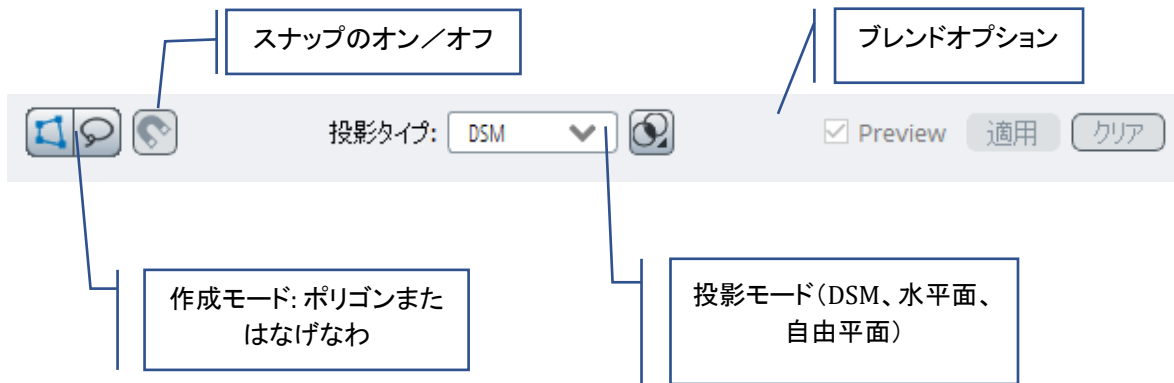 スナップのオン／オフ
ブレンドオプション
投影タイプ: DSM
Preview 適用 クリア
作成モード: ポリゴンまた
はなげなわ
投影モード（DSM、水平面、
自由平面）